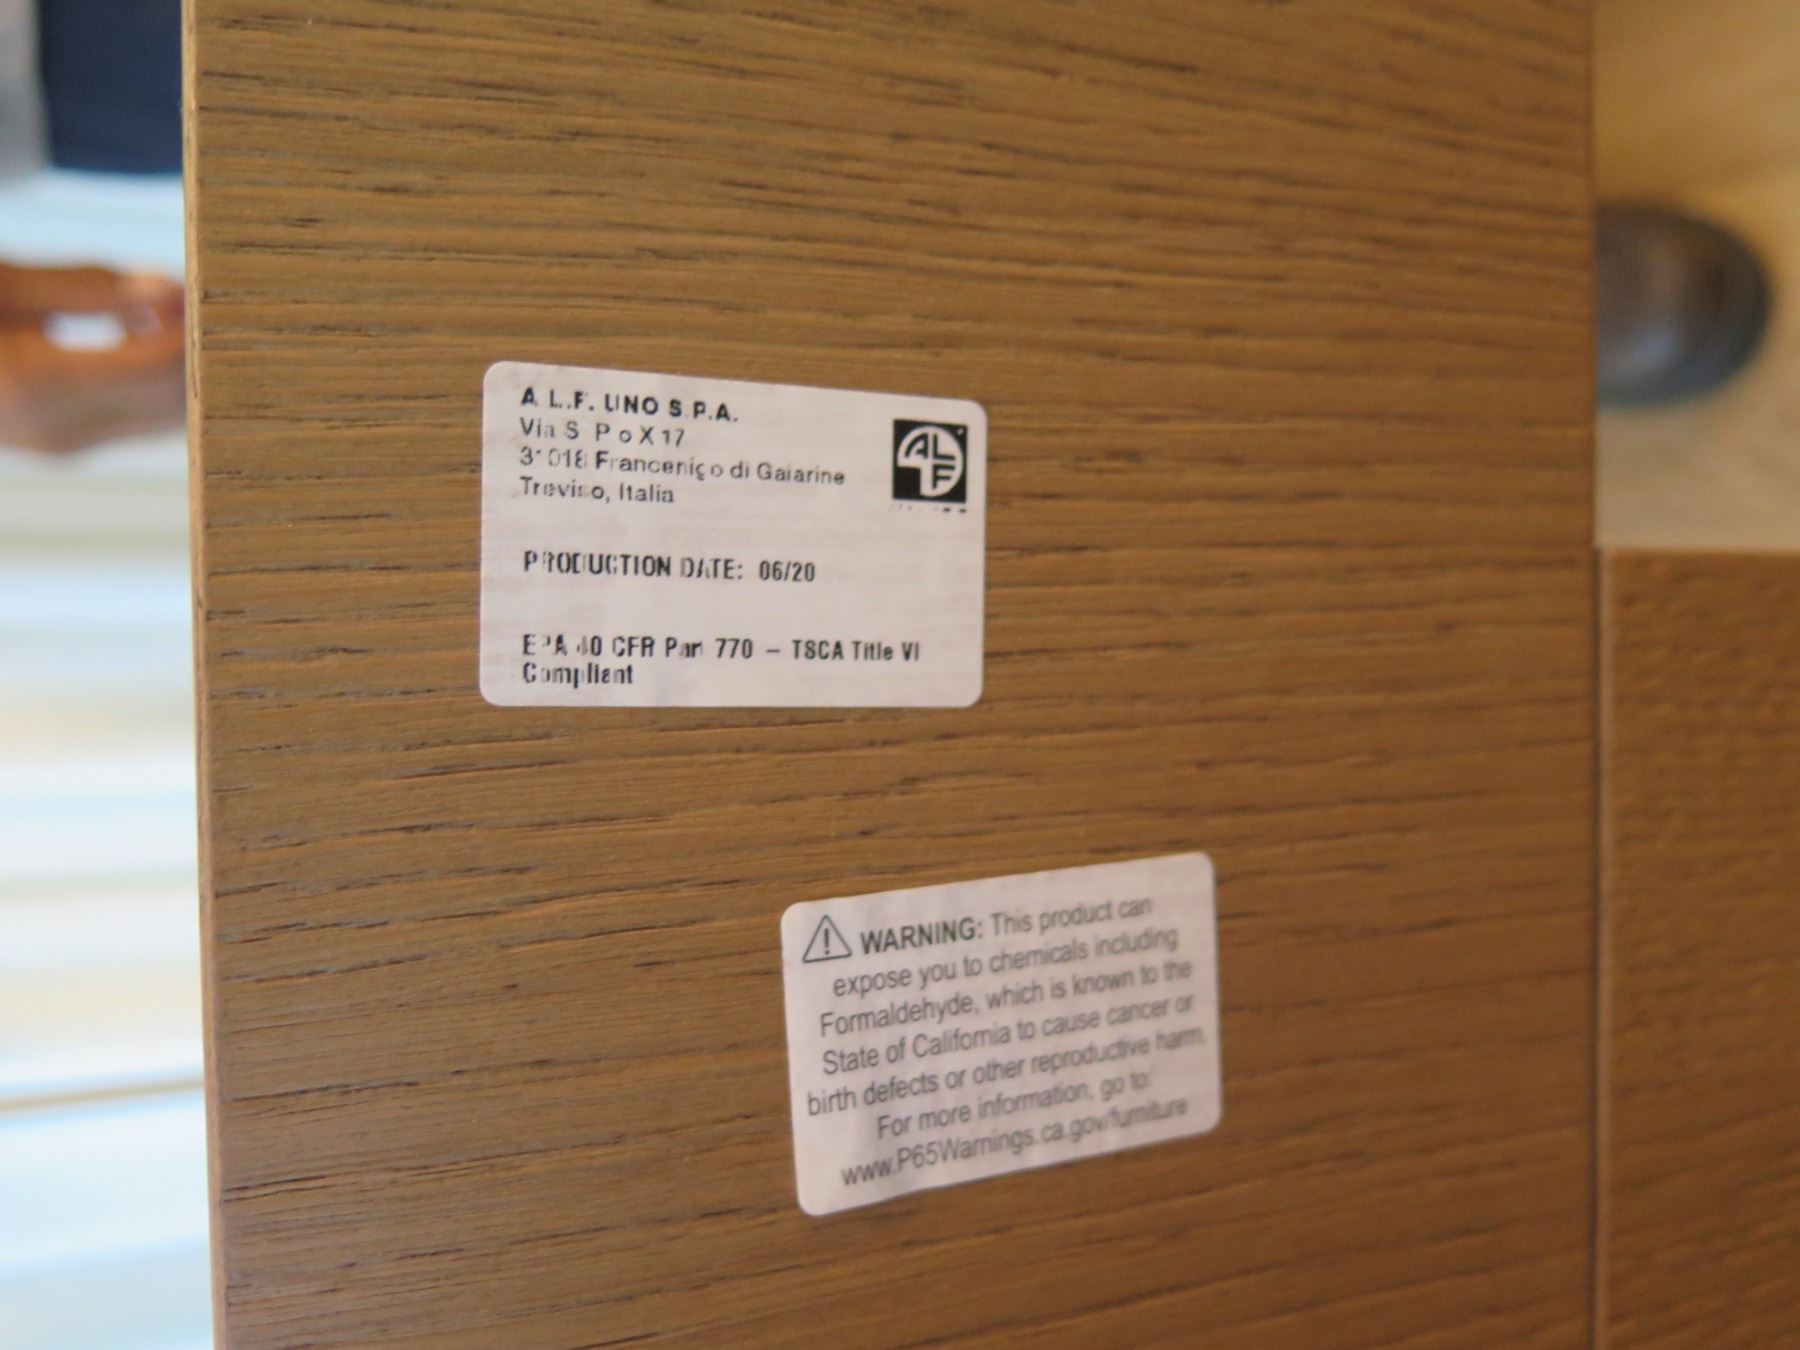 A.L.F. UNO S.P.A.
Via S. Pio X 17
31018 Francenigo di Gaiarine
Treviso, Italia
ALF
PRODUCTION DATE: 06/20
EPA 40 CFR Part 770 – TSCA Title VI
Compliant
WARNING: This product can
expose you to chemicals including
Formaldehyde, which is known to the
State of California to cause cancer or
birth defects or other reproductive harm.
For more information, go to:
www.P65Warnings.ca.gov/furniture